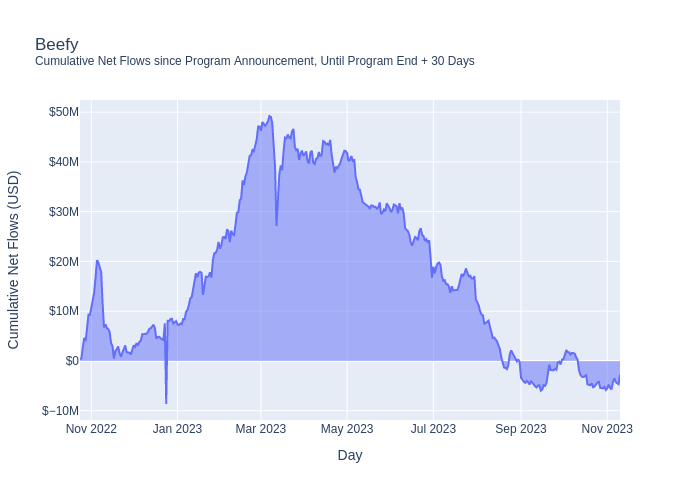 Beefy
Cumulative Net Flows since Program Announcement, Until Program End + 30 Days
Cumulative Net Flows (USD)
$50M
$40M
$30M
$20M
$10M
$0
$−10M
Nov 2022 Jan 2023 Mar 2023 May 2023 Jul 2023 Sep 2023 Nov 2023
Day